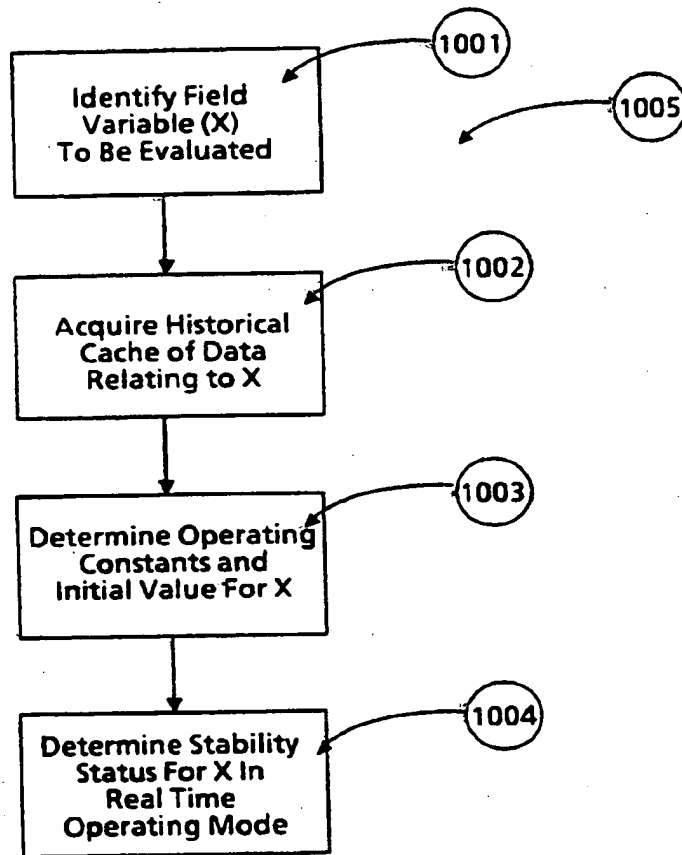 1001
1005
Identify Field
Variable (X)
To Be Evaluated
1002
Acquire Historical
Cache of Data
Relating to X
1003
Determine Operating
Constants and
Initial Value For X
1004
Determine Stability
Status For X In
Real Time
Operating Mode